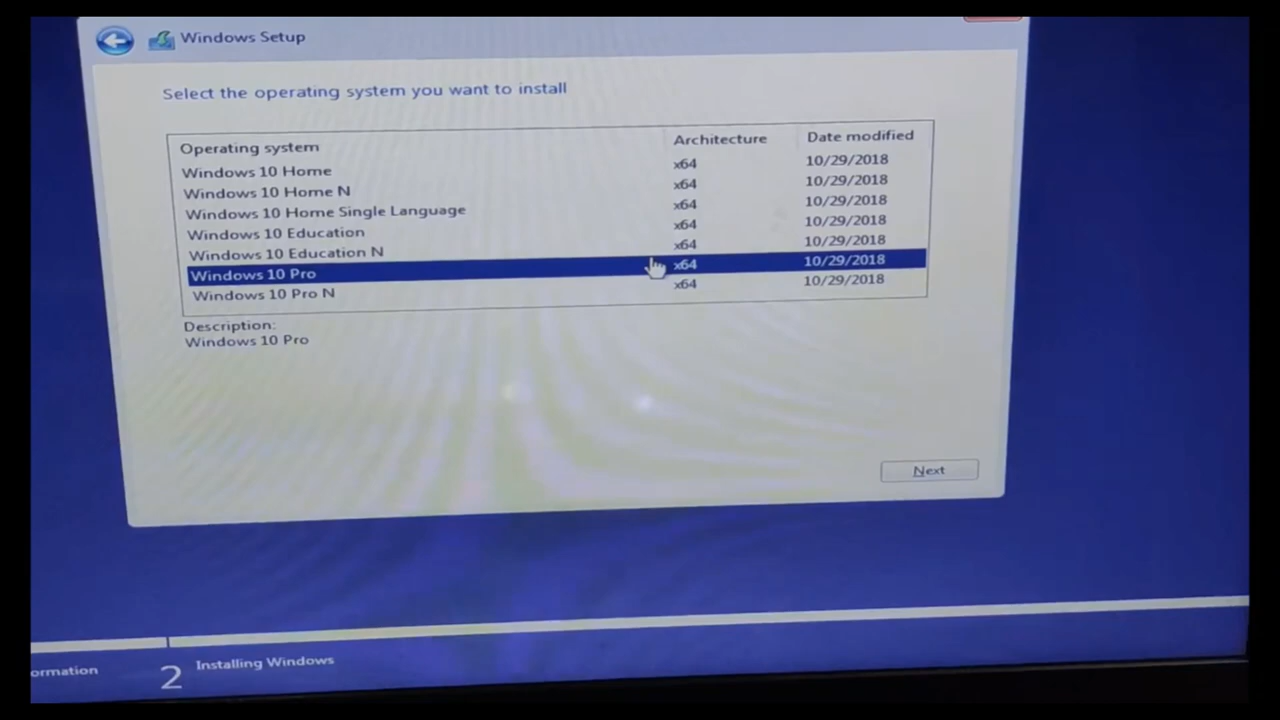 Windows Setup
Select the operating system you want to install
Operating system Architecture Date modified
Windows 10 Home x64 10/29/2018
Windows 10 Home N x64 10/29/2018
Windows 10 Home Single Language x64 10/29/2018
Windows 10 Education x64 10/29/2018
Windows 10 Education N x64 10/29/2018
Windows 10 Pro x64 10/29/2018
Windows 10 Pro N x64 10/29/2018
Description:
Windows 10 Pro
Next
ormation 2 Installing Windows